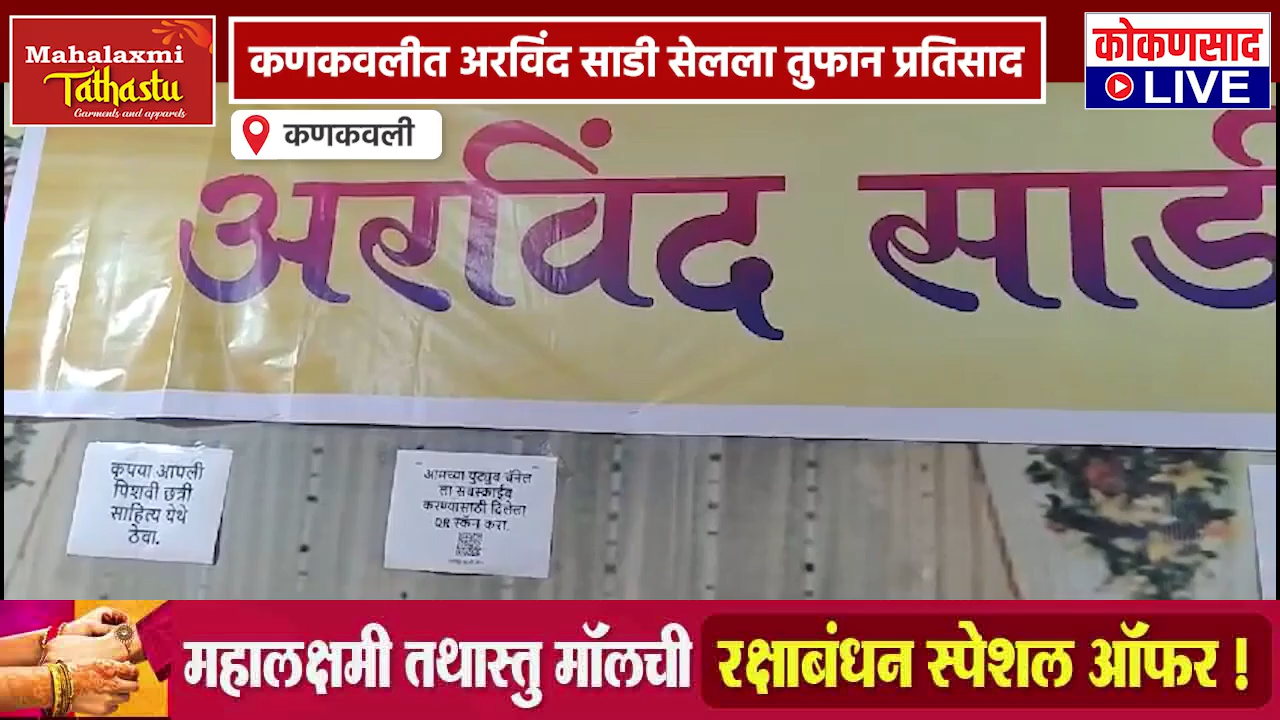 Mahalaxmi
Tathastu
Garments and apparels
कणकवलीत अरविंद साडी सेलला तुफान प्रतिसाद
कोकणसाद
LIVE
कणकवली
अरविंद साडी
कृपया आपली
पिशवी छत्री
साहित्य येथे
ठेवा.
आमच्या युट्युब चॅनेल
ला सबस्क्राईब
करण्यासाठी दिलेला
QR स्कॅन करा.
महालक्ष्मी तथास्तु मॉलची रक्षाबंधन स्पेशल ऑफर !